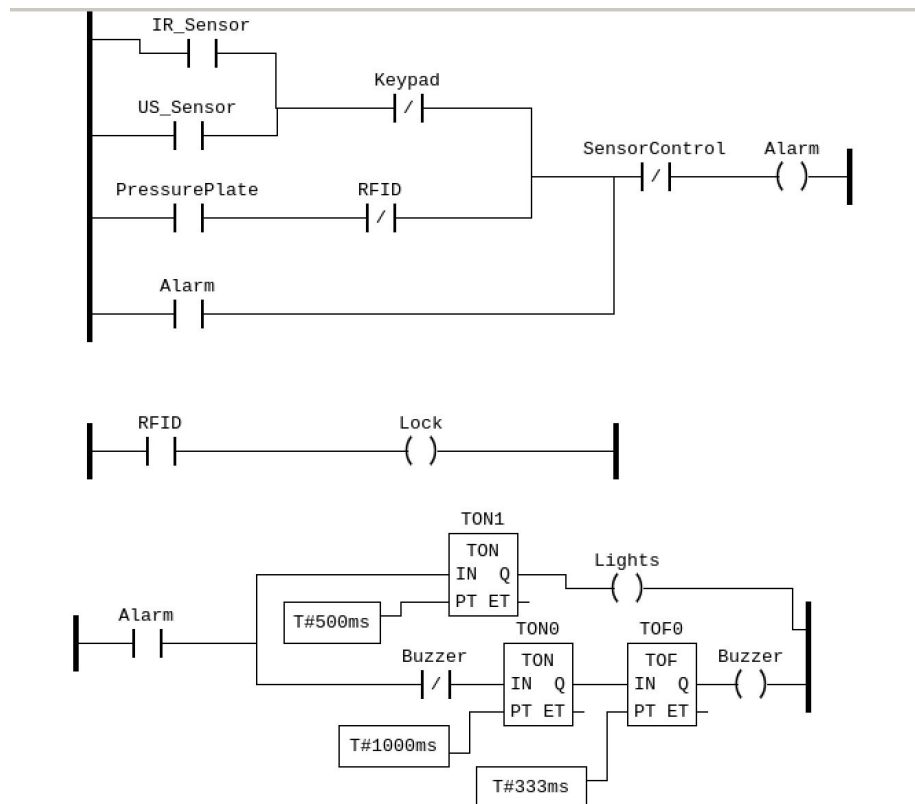 IR_Sensor
US_Sensor
Keypad
/
SensorControl
/
Alarm
( )
PressurePlate
RFID
/
Alarm
RFID
Lock
( )
TON1
TON
IN Q
PT ET
T#500ms
Lights
( )
Alarm
Buzzer
/
TON0
TON
IN Q
PT ET
T#1000ms
TOF0
TOF
IN Q
PT ET
T#333ms
Buzzer
( )